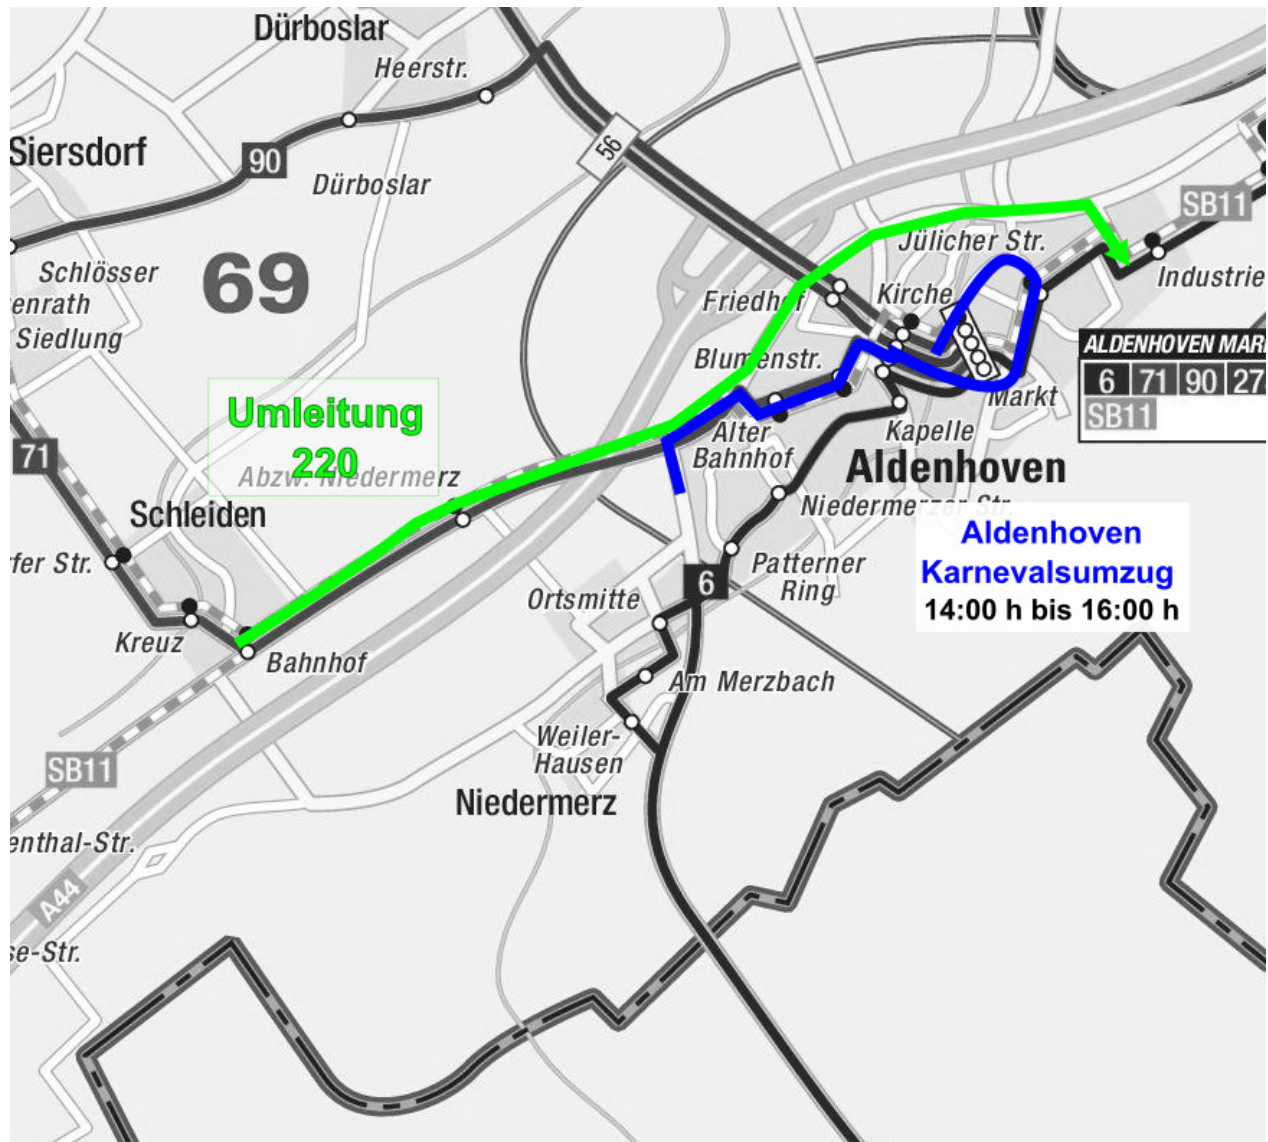 Dürboslar
Heerstr.
56
Siersdorf
90
Dürboslar
SB11
69
Jülicher Str.
Schlösser
Industrie
enrath
Siedlung
Friedhof
Kirche
ALDENHOVEN MAR
6 71 90 27
SB11
Blumenstr.
Markt
Umleitung
220
Alter
Bahnhof
Kapelle
71
Abzw. Niedermerz
Aldenhoven
Niedermerzer Str.
Schleiden
Aldenhoven
Karnevalsumzug
14:00 h bis 16:00 h
fer Str.
Patterner
Ring
6
Ortsmitte
Kreuz
Bahnhof
Am Merzbach
Weiler-
Hausen
SB11
Niedermerz
enthal-Str.
A44
se-Str.